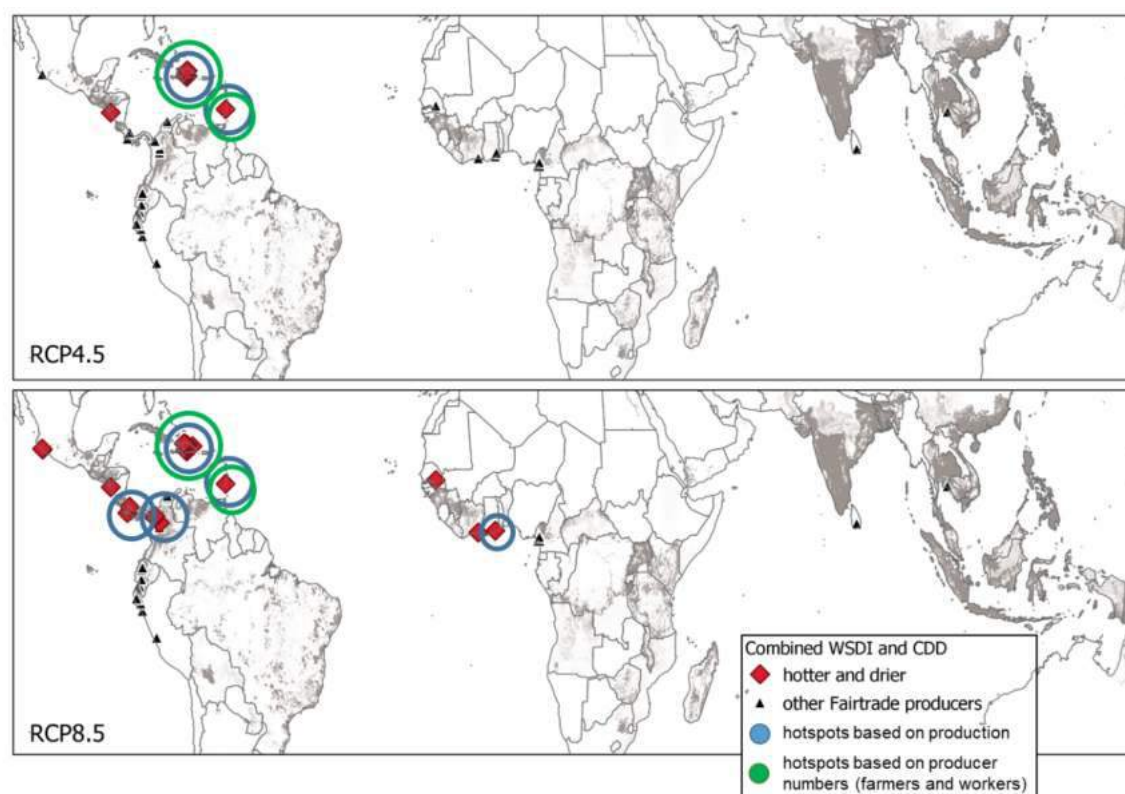 RCP4.5
RCP8.5
Combined WSDI and CDD
hotter and drier
other Fairtrade producers
hotspots based on production
hotspots based on producer
numbers (farmers and workers)